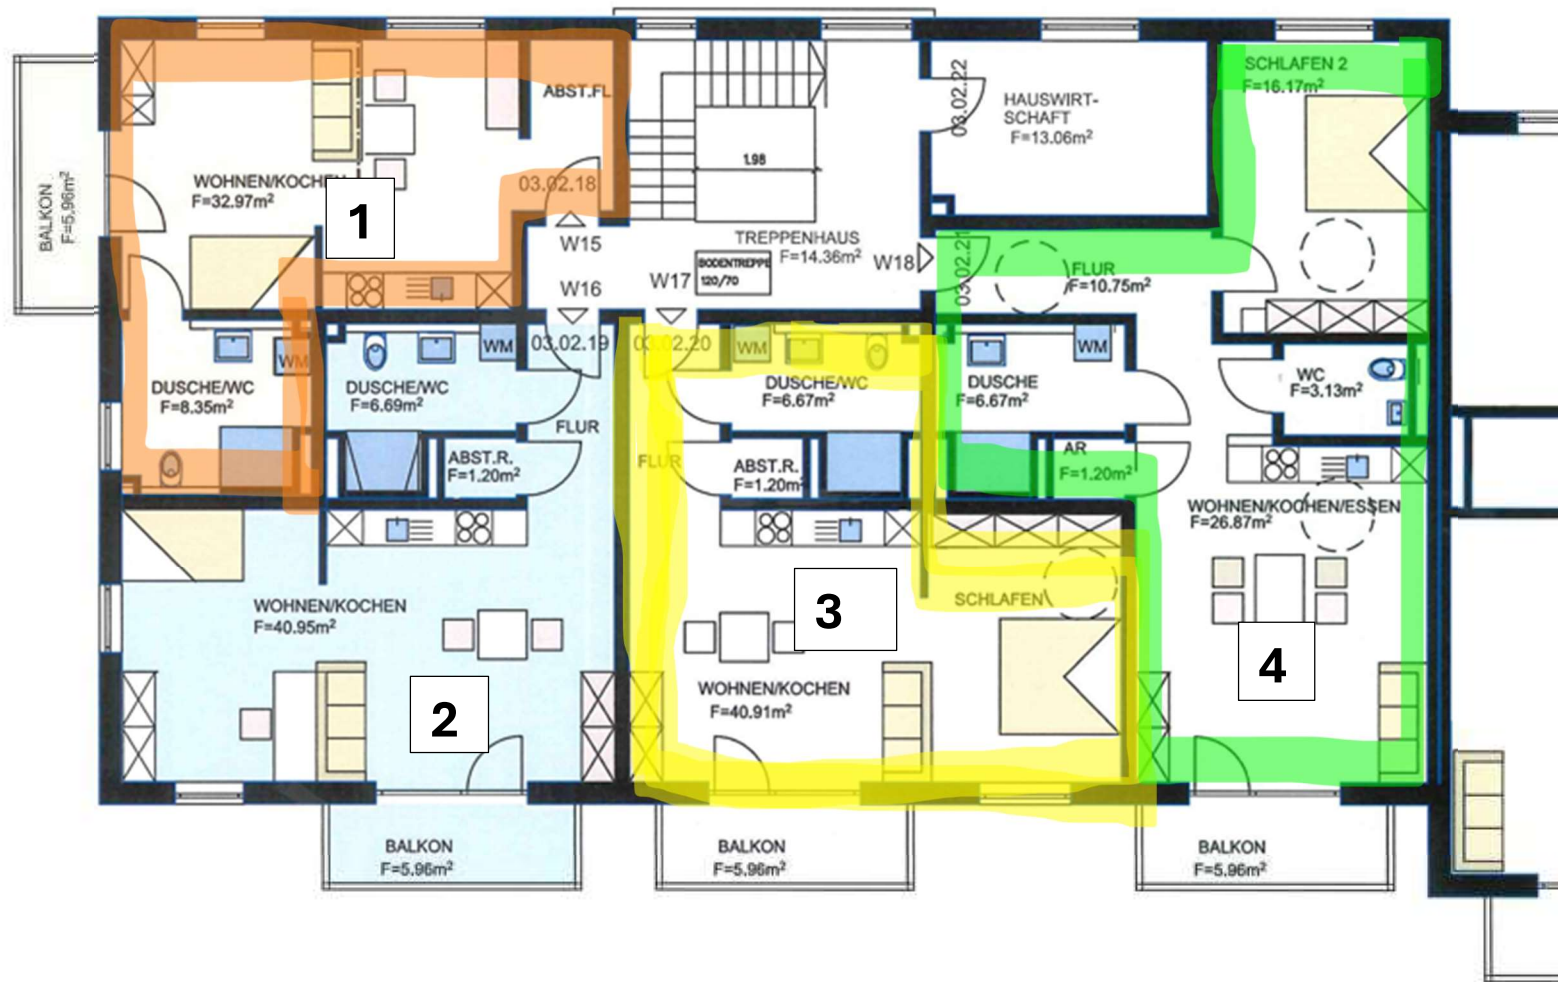 ABST.FL
WOHNEN/KOCHEN
F=32.97m²
1
BALKON
F=5.96m²
03.02.18
W15
W16
W17
W18
1.98
TREPPENHAUS
F=14.36m²
BODENTREPPE
120/70
03.02.22
HAUSWIRT-
SCHAFT
F=13.06m²
SCHLAFEN 2
F=16.17m²
03.02.21
FLUR
F=10.75m²
WM
DUSCHE/WC
F=8.35m²
DUSCHE/WC
F=6.69m²
WM
03.02.19
FLUR
ABST.R.
F=1.20m²
03.02.20
WM
DUSCHE/WC
F=6.67m²
FLUR
ABST.R.
F=1.20m²
DUSCHE
F=6.67m²
WM
AR
F=1.20m²
WC
F=3.13m²
WOHNEN/KOCHEN/ESSEN
F=26.87m²
WOHNEN/KOCHEN
F=40.95m²
2
3
SCHLAFEN
WOHNEN/KOCHEN
F=40.91m²
4
BALKON
F=5.96m²
BALKON
F=5.96m²
BALKON
F=5.96m²